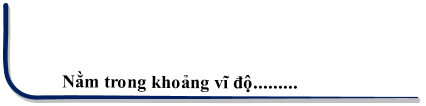 Nằm trong khoảng vĩ độ.........